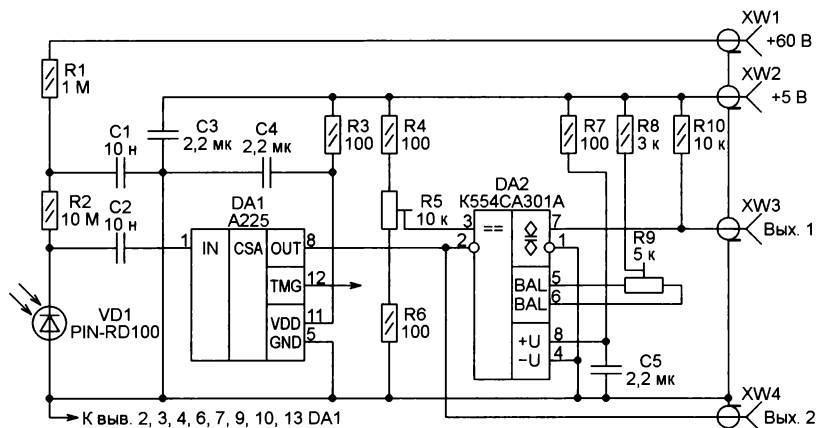 XW1
+60 В
R1
1 М
XW2
+5 В
C1
10 н
C3
2,2 мк
C4
2,2 мк
R3
100
R4
100
R7
100
R8
3 к
R10
10 к
R2
10 М
C2
10 н
DA1
A225
R5
10 к
DA2
К554СА301А
XW3
Вых. 1
1
IN
CSA
OUT
8
TMG
12
VDD
11
GND
5
3
2
==
7
1
BAL
5
BAL
6
+U
8
–U
4
R9
5 к
VD1
PIN-RD100
R6
100
C5
2,2 мк
XW4
Вых. 2
К выв. 2, 3, 4, 6, 7, 9, 10, 13 DA1